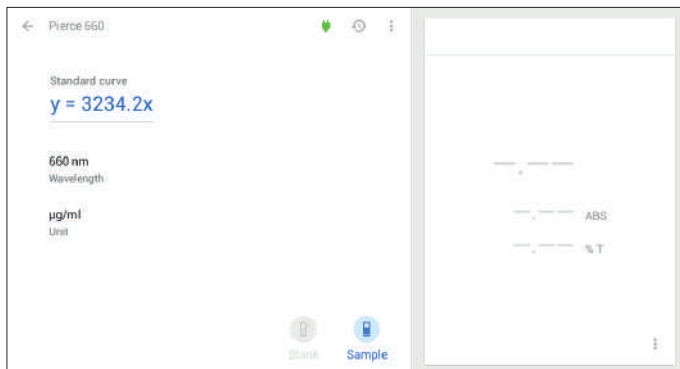 Pierce 660
Standard curve
y = 3234.2x
660 nm
Wavelength
µg/ml
Unit
Blank
Sample
—.——
—.—— ABS
—.—— % T